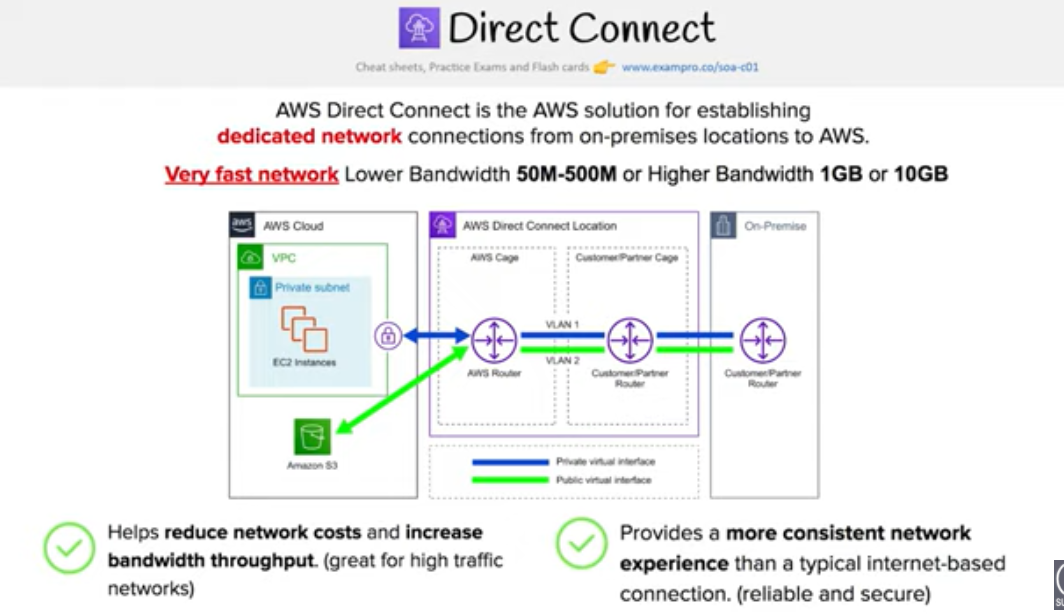 Direct Connect
Cheat sheets, Practice Exams and Flash cards 👉 www.exampro.co/soa-c01
AWS Direct Connect is the AWS solution for establishing
dedicated network connections from on-premises locations to AWS.
Very fast network Lower Bandwidth 50M-500M or Higher Bandwidth 1GB or 10GB
aws
AWS Cloud
VPC
Private subnet
EC2 Instances
Amazon S3
AWS Direct Connect Location
AWS Cage
Customer/Partner Cage
VLAN 1
VLAN 2
AWS Router
Customer/Partner
Router
On-Premise
Customer/Partner
Router
Private virtual interface
Public virtual interface
Helps reduce network costs and increase
bandwidth throughput. (great for high traffic
networks)
Provides a more consistent network
experience than a typical internet-based
connection. (reliable and secure)